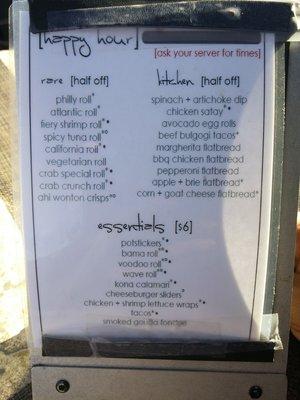 [happy hour]
[ask your server for times]
rare [half off]
philly roll*
atlantic roll*
fiery shrimp roll*•
spicy tuna roll*°
california roll*•
vegetarian roll
crab special roll*•
crab crunch roll*•
ahi wonton crisps*°
kitchen [half off]
spinach + artichoke dip
chicken satay*•
avocado egg rolls
beef bulgogi tacos*
margherita flatbread
bbq chicken flatbread
pepperoni flatbread
apple + brie flatbread*
corn + goat cheese flatbread*
essentials [$6]
potstickers*•
bama roll*•
voodoo roll*•
wave roll*•
kona calamari*•
cheeseburger sliders°
chicken + shrimp lettuce wraps*•
tacos*•
smoked gouda fondue